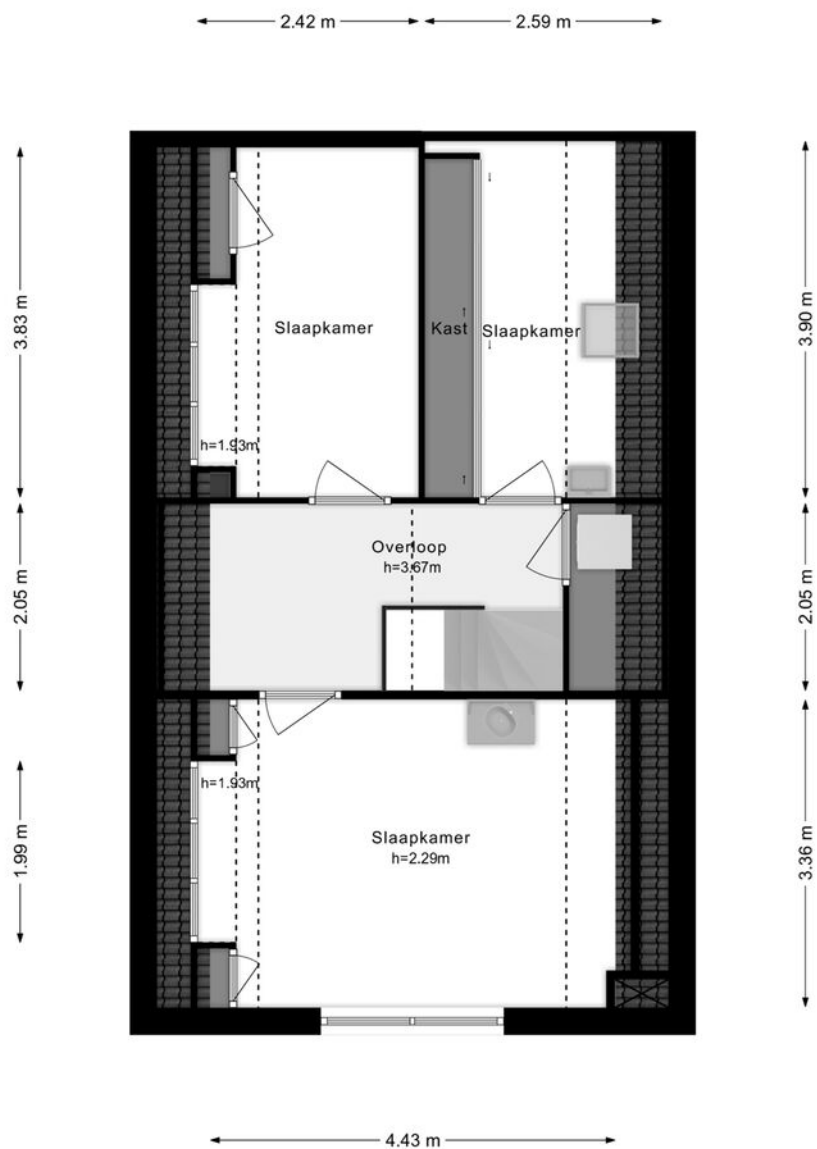 2.42 m
2.59 m
3.83 m
3.90 m
Slaapkamer
Kast
Slaapkamer
h=1.93m
Overloop
h=3.67m
2.05 m
2.05 m
h=1.93m
Slaapkamer
h=2.29m
1.99 m
3.36 m
4.43 m